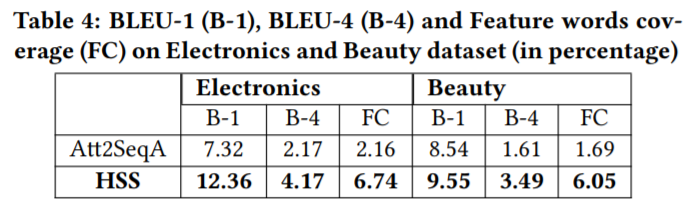 Table 4: BLEU-1 (B-1), BLEU-4 (B-4) and Feature words cov-
erage (FC) on Electronics and Beauty dataset (in percentage)
Electronics Beauty
B-1 B-4 FC B-1 B-4 FC
Att2SeqA 7.32 2.17 2.16 8.54 1.61 1.69
HSS 12.36 4.17 6.74 9.55 3.49 6.05